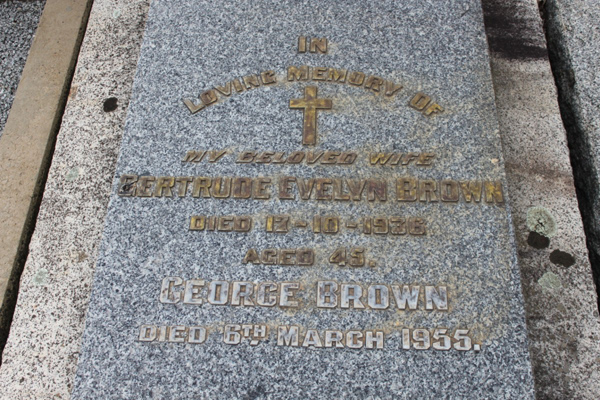 IN
LOVING MEMORY OF
MY BELOVED WIFE
GERTRUDE EVELYN BROWN
DIED 12-10-1936
AGED 45.
GEORGE BROWN
DIED 6TH MARCH 1955.